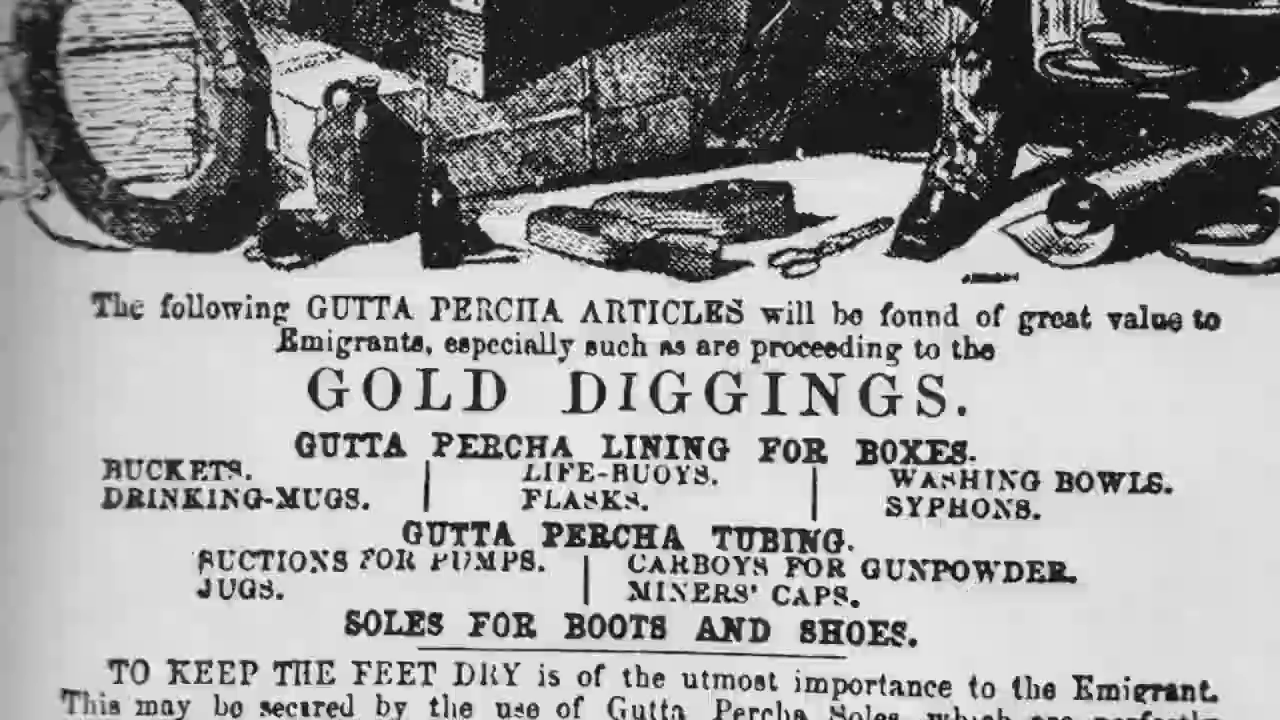 The following GUTTA PERCHA ARTICLES will be found of great value to
Emigrants, especially such as are proceeding to the
GOLD DIGGINGS.
GUTTA PERCHA LINING FOR BOXES.
BUCKETS. | LIFE-BUOYS. | WASHING BOWLS.
DRINKING-MUGS. | FLASKS. | SYPHONS.
GUTTA PERCHA TUBING.
SUCTIONS FOR PUMPS. | CARBOYS FOR GUNPOWDER.
JUGS. | MINERS' CAPS.
SOLES FOR BOOTS AND SHOES.
TO KEEP THE FEET DRY is of the utmost importance to the Emigrant.
This may be secured by the use of Gutta Percha Soles, which are perfectly